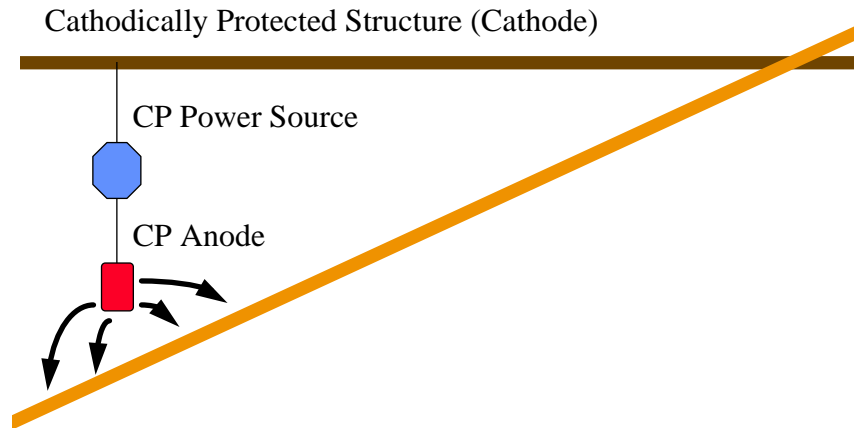 Cathodically Protected Structure (Cathode)
CP Power Source
CP Anode